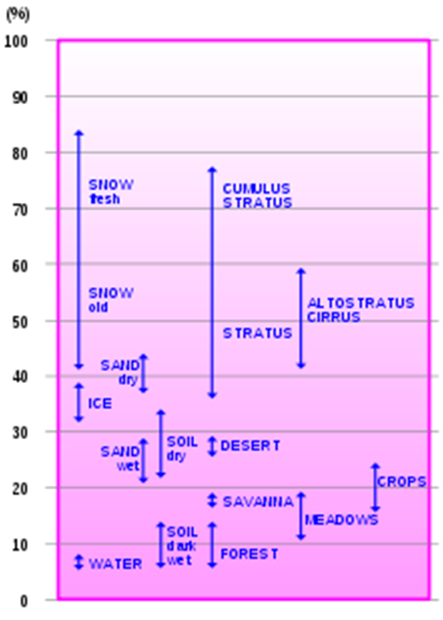 (%)
100
90
80
SNOW
fresh
CUMULUS
STRATUS
70
60
SNOW
old
ALTOSTRATUS
CIRRUS
50
STRATUS
SAND
dry
40
ICE
30
SOIL
dry
DESERT
SAND
wet
20
CROPS
SAVANNA
MEADOWS
10
SOIL
dark
wet
FOREST
WATER
0